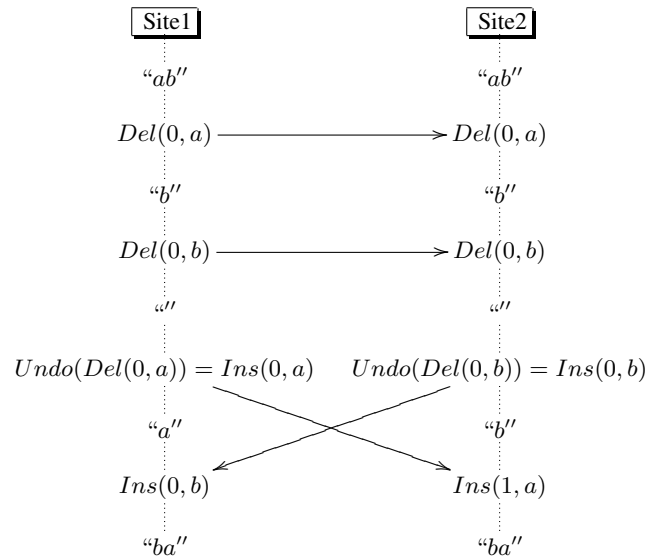 Site1 Site2
“ab″ “ab″
Del(0, a) Del(0, a)
“b″ “b″
Del(0, b) Del(0, b)
“″ “″
Undo(Del(0, a)) = Ins(0, a) Undo(Del(0, b)) = Ins(0, b)
“a″ “b″
Ins(0, b) Ins(1, a)
“ba″ “ba″